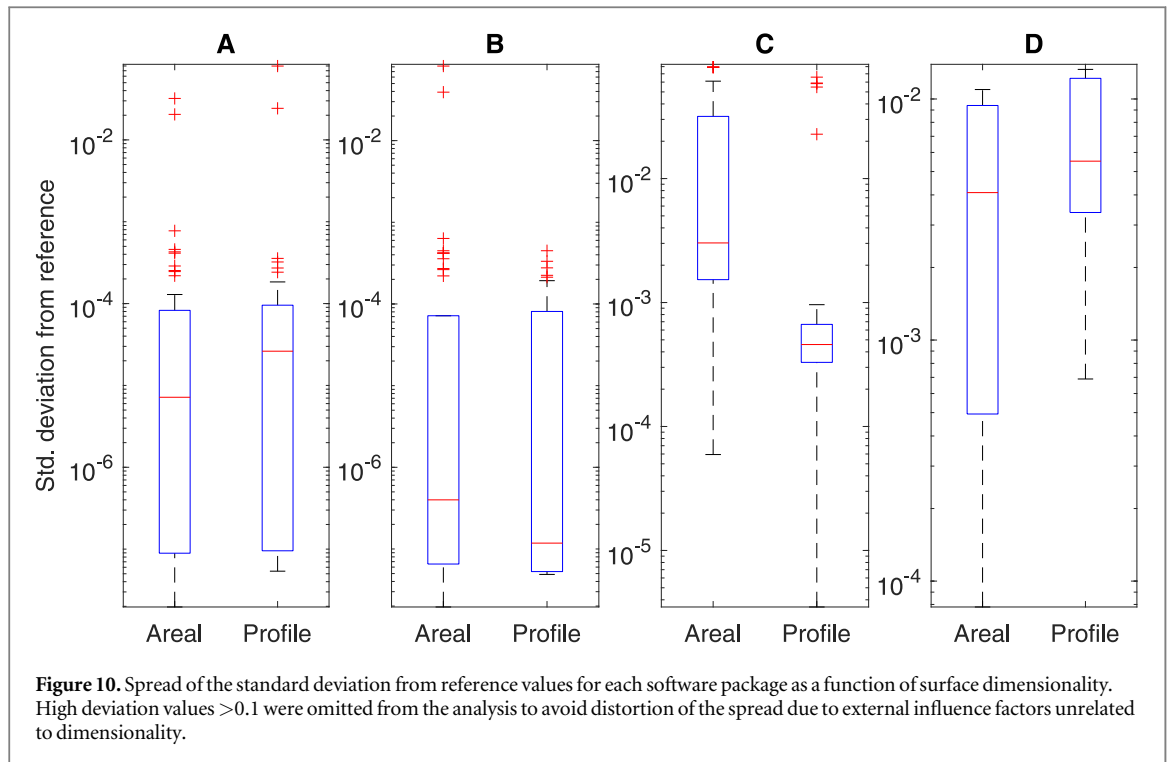 A B C D
Std. deviation from reference
10^-2
10^-4
10^-6
Areal Profile
10^-2
10^-4
10^-6
Areal Profile
10^-2
10^-3
10^-4
10^-5
Areal Profile
10^-2
10^-3
10^-4
Areal Profile
Figure 10. Spread of the standard deviation from reference values for each software package as a function of surface dimensionality.
High deviation values >0.1 were omitted from the analysis to avoid distortion of the spread due to external influence factors unrelated
to dimensionality.